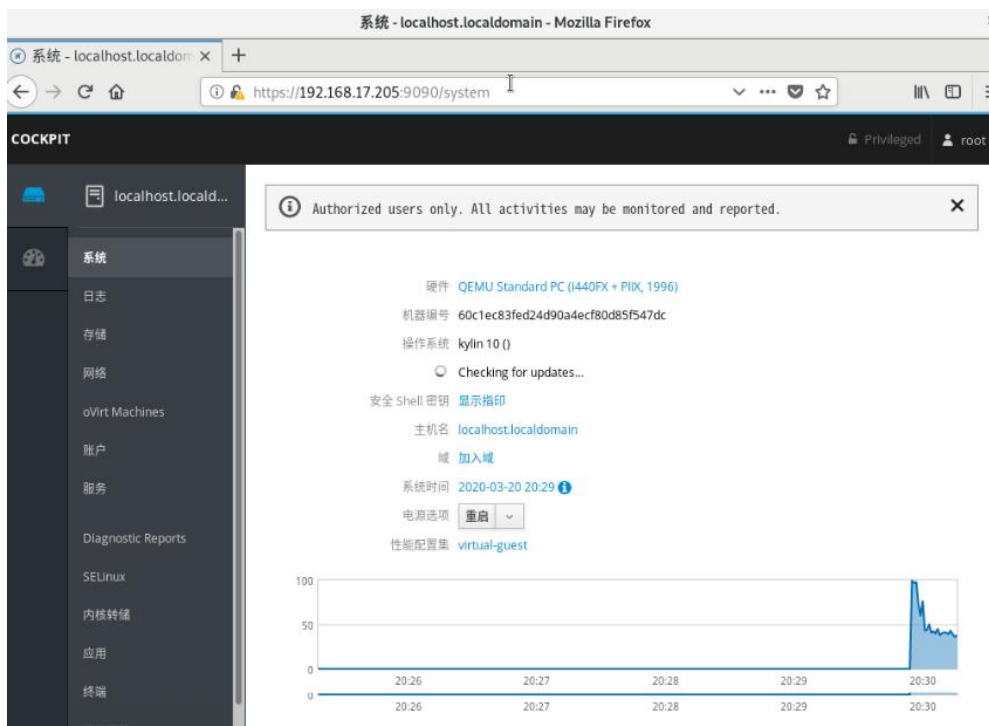 系统 - localhost.localdomain - Mozilla Firefox
系统 - localhost.localdom
https://192.168.17.205:9090/system
COCKPIT
Privileged
root
localhost.locald...
Authorized users only. All activities may be monitored and reported.
系统
日志
存储
网络
oVirt Machines
账户
服务
Diagnostic Reports
SELinux
内核转储
应用
终端
硬件 QEMU Standard PC (i440FX + PIIX, 1996)
机器编号 60c1ec83fed24d90a4ecf80d85f547dc
操作系统 kylin 10 ()
Checking for updates...
安全 Shell 密钥 显示指印
主机名 localhost.localdomain
域 加入域
系统时间 2020-03-20 20:29
电源选项 重启
性能配置集 virtual-guest
100
50
0
20:26 20:27 20:28 20:29 20:30
0
20:26 20:27 20:28 20:29 20:30